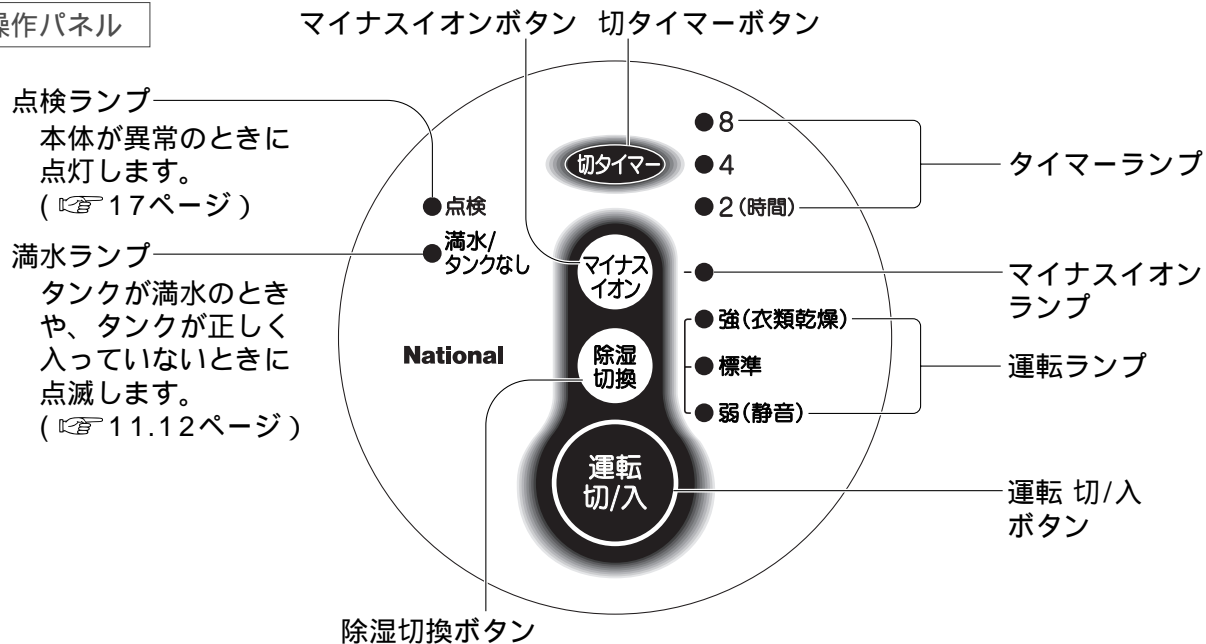 操作パネル
マイナスイオンボタン 切タイマーボタン
点検ランプ
本体が異常のときに
点灯します。
(☞17ページ)
満水ランプ
タンクが満水のとき
や、タンクが正しく
入っていないときに
点滅します。
(☞11.12ページ)
●点検
●満水/
タンクなし
National
切タイマー
マイナス
イオン
除湿
切換
運転
切/入
●8
●4
●2(時間)
●強(衣類乾燥)
●標準
●弱(静音)
タイマーランプ
マイナスイオン
ランプ
運転ランプ
運転 切/入
ボタン
除湿切換ボタン